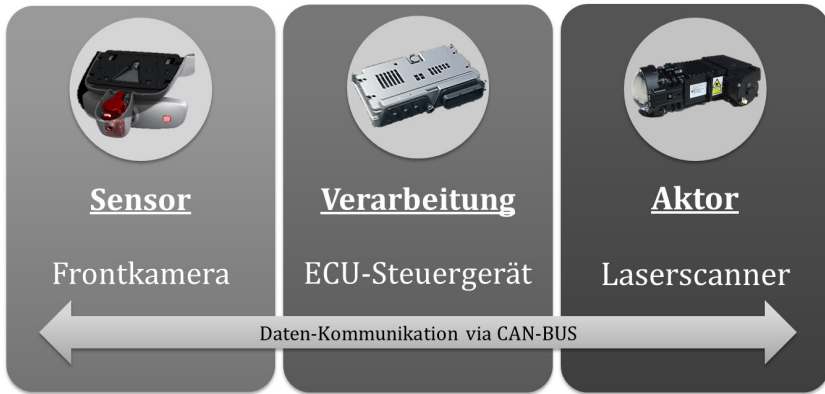 Sensor
Verarbeitung
Aktor
Frontkamera
ECU-Steuergerät
Laserscanner
Daten-Kommunikation via CAN-BUS